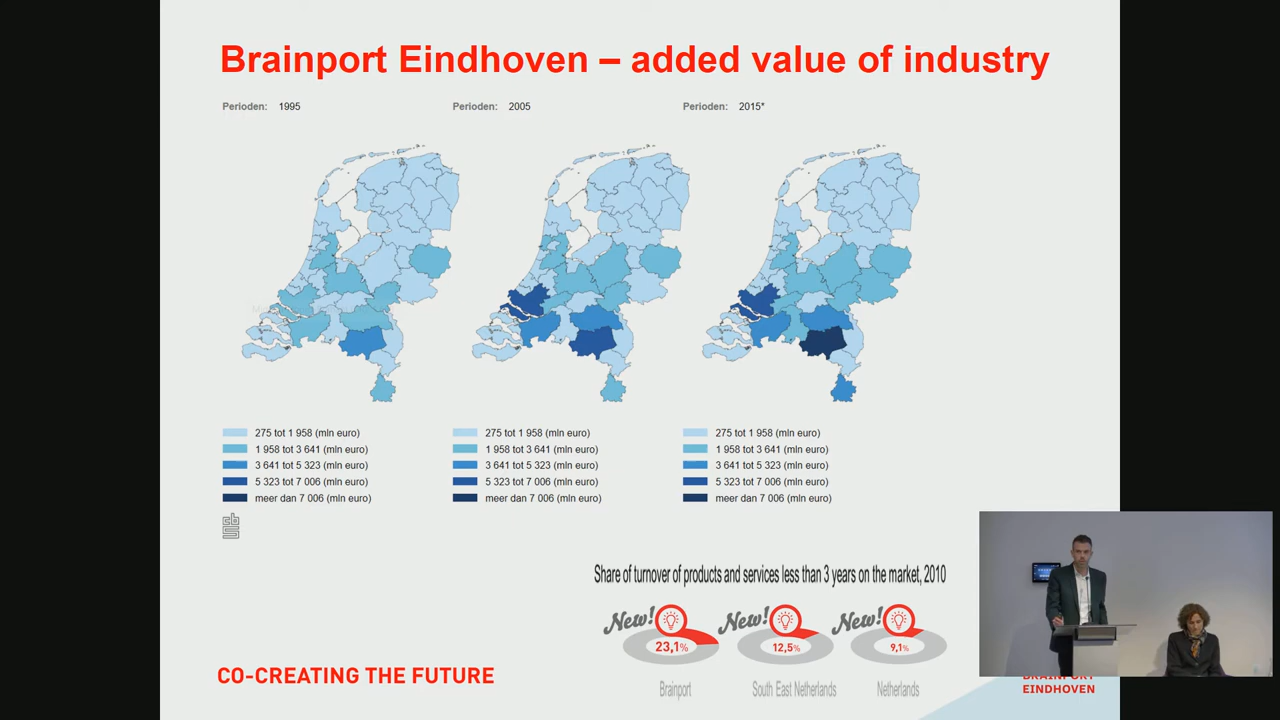 Brainport Eindhoven – added value of industry
Perioden: 1995
Perioden: 2005
Perioden: 2015*
275 tot 1 958 (mln euro)
1 958 tot 3 641 (mln euro)
3 641 tot 5 323 (mln euro)
5 323 tot 7 006 (mln euro)
meer dan 7 006 (mln euro)
275 tot 1 958 (mln euro)
1 958 tot 3 641 (mln euro)
3 641 tot 5 323 (mln euro)
5 323 tot 7 006 (mln euro)
meer dan 7 006 (mln euro)
275 tot 1 958 (mln euro)
1 958 tot 3 641 (mln euro)
3 641 tot 5 323 (mln euro)
5 323 tot 7 006 (mln euro)
meer dan 7 006 (mln euro)
cbs
Share of turnover of products and services less than 3 years on the market, 2010
New! New! New!
23,1% 12,5% 9,1%
Brainport South East Netherlands Netherlands
CO-CREATING THE FUTURE
BRAINPORT
EINDHOVEN